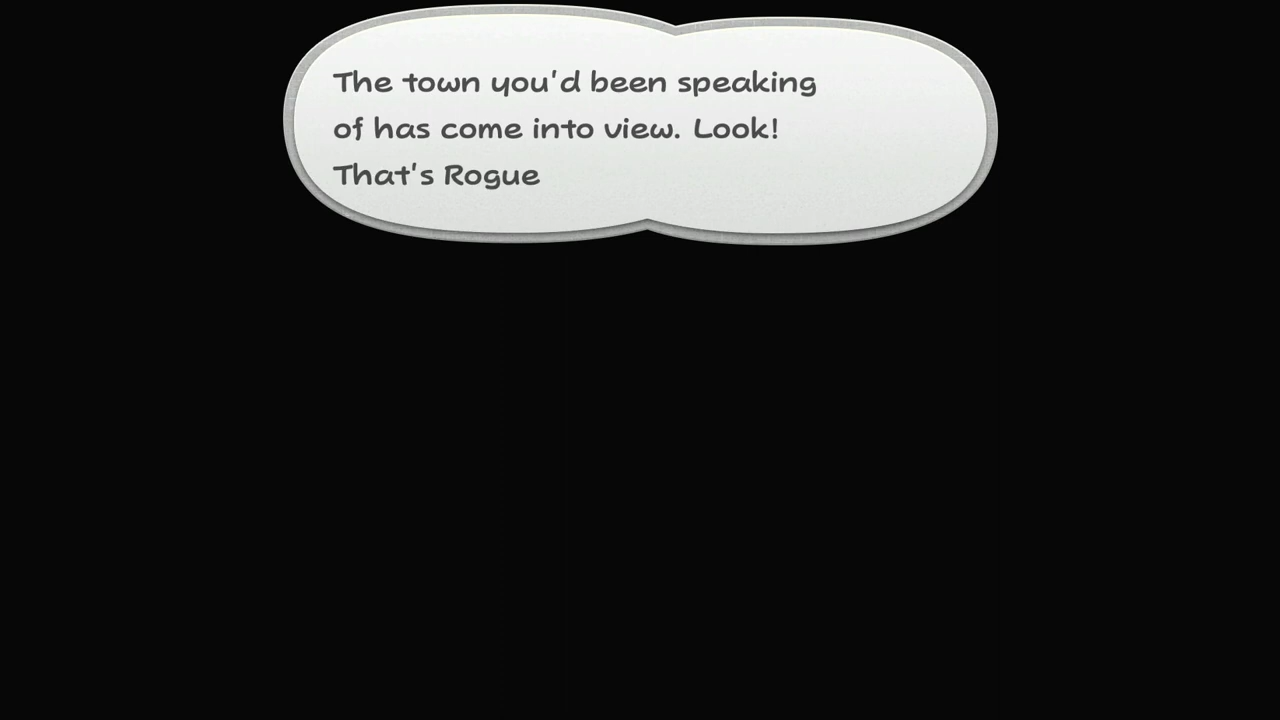 The town you'd been speaking
of has come into view. Look!
That's Rogue